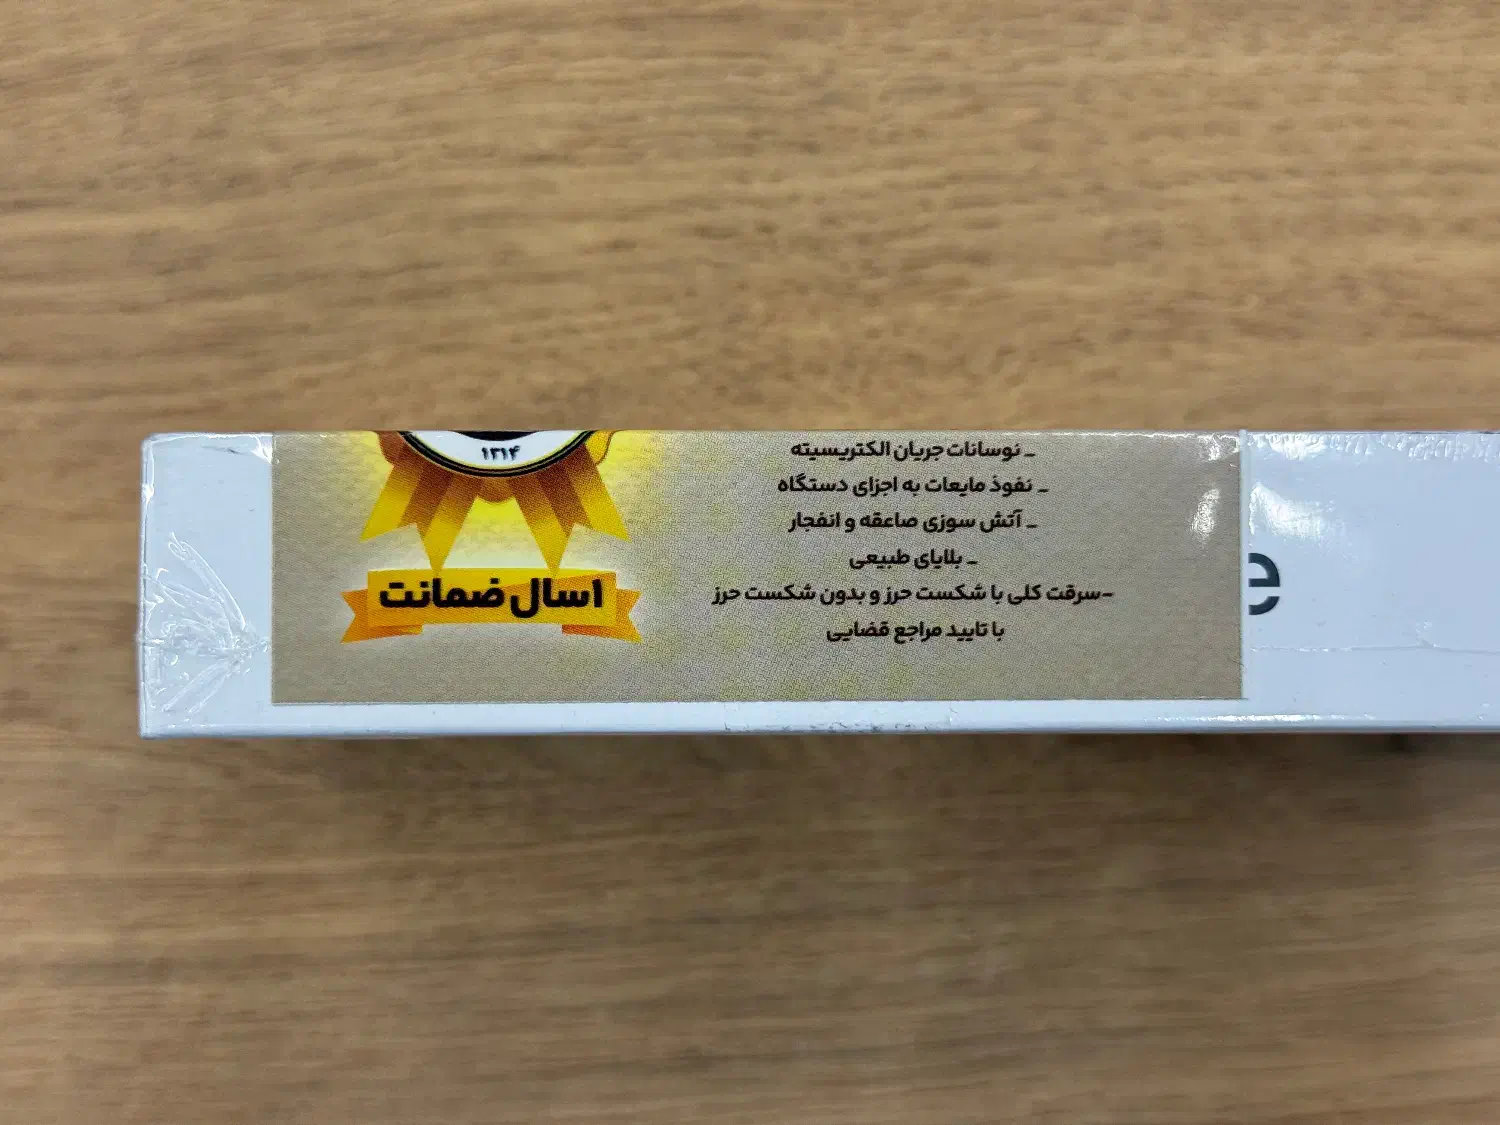 ۱۳۱۴
۱سال ضمانت
_ نوسانات جریان الکتریسیته
_ نفوذ مایعات به اجزای دستگاه
_ آتش سوزی صاعقه و انفجار
_ بلایای طبیعی
-سرقت کلی با شکست حرز و بدون شکست حرز
با تایید مراجع قضایی
e